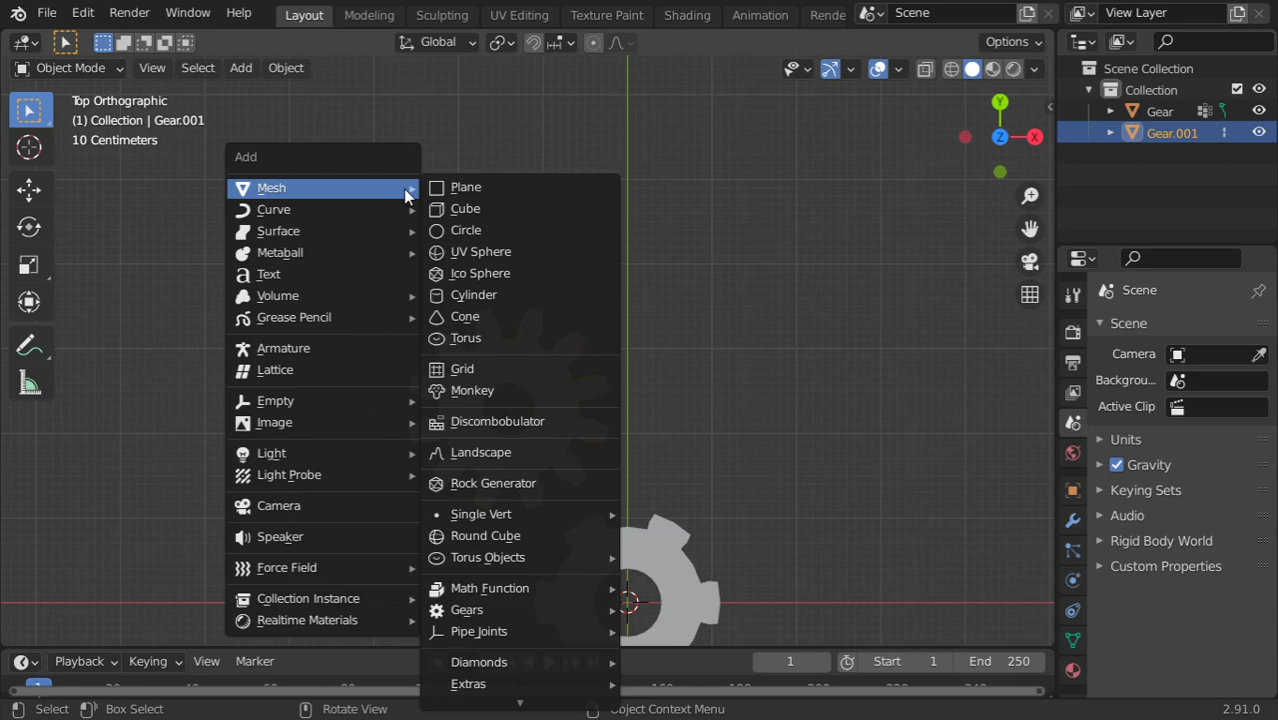 File Edit Render Window Help Layout Modeling Sculpting UV Editing Texture Paint Shading Animation Rende Scene View Layer
Global Options
Object Mode View Select Add Object
Top Orthographic
(1) Collection | Gear.001
10 Centimeters
Add
Mesh
Curve
Surface
Metaball
Text
Volume
Grease Pencil
Armature
Lattice
Empty
Image
Light
Light Probe
Camera
Speaker
Force Field
Collection Instance
Realtime Materials
Plane
Cube
Circle
UV Sphere
Ico Sphere
Cylinder
Cone
Torus
Grid
Monkey
Discombobulator
Landscape
Rock Generator
Single Vert
Round Cube
Torus Objects
Math Function
Gears
Pipe Joints
Diamonds
Extras
Y
Z X
Scene Collection
Collection
Gear
Gear.001
Scene
Scene
Camera
Backgrou...
Active Clip
Units
Gravity
Keying Sets
Audio
Rigid Body World
Custom Properties
Playback Keying View Marker 1 Start 1 End 250
1
Select Box Select Rotate View Object Context Menu 2.91.0